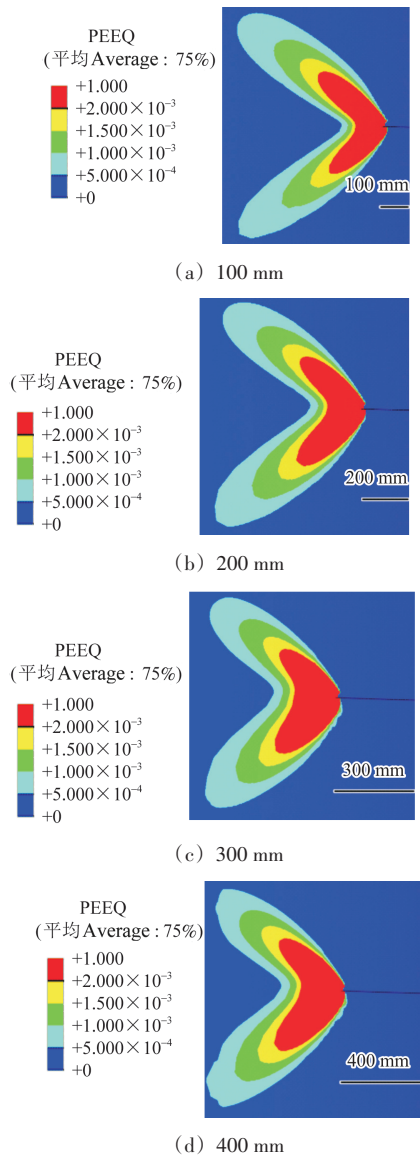 PEEQ
(平均Average : 75%)
+1.000
+2.000×10⁻³
+1.500×10⁻³
+1.000×10⁻³
+5.000×10⁻⁴
+0
100 mm
(a) 100 mm
PEEQ
(平均Average : 75%)
+1.000
+2.000×10⁻³
+1.500×10⁻³
+1.000×10⁻³
+5.000×10⁻⁴
+0
200 mm
(b) 200 mm
PEEQ
(平均Average : 75%)
+1.000
+2.000×10⁻³
+1.500×10⁻³
+1.000×10⁻³
+5.000×10⁻⁴
+0
300 mm
(c) 300 mm
PEEQ
(平均Average : 75%)
+1.000
+2.000×10⁻³
+1.500×10⁻³
+1.000×10⁻³
+5.000×10⁻⁴
+0
400 mm
(d) 400 mm